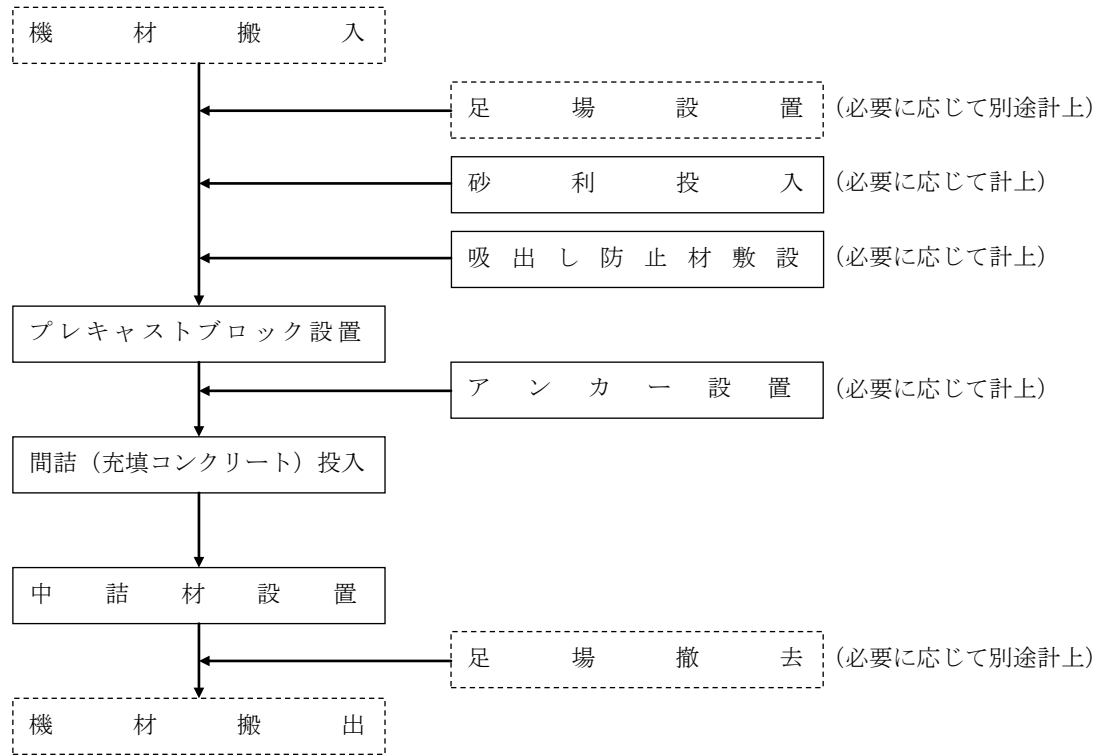 機材搬入
足場設置 (必要に応じて別途計上)
砂利投入 (必要に応じて計上)
吸出し防止材敷設 (必要に応じて計上)
プレキャストブロック設置
アンカー設置 (必要に応じて計上)
間詰（充填コンクリート）投入
中詰材設置
足場撤去 (必要に応じて別途計上)
機材搬出